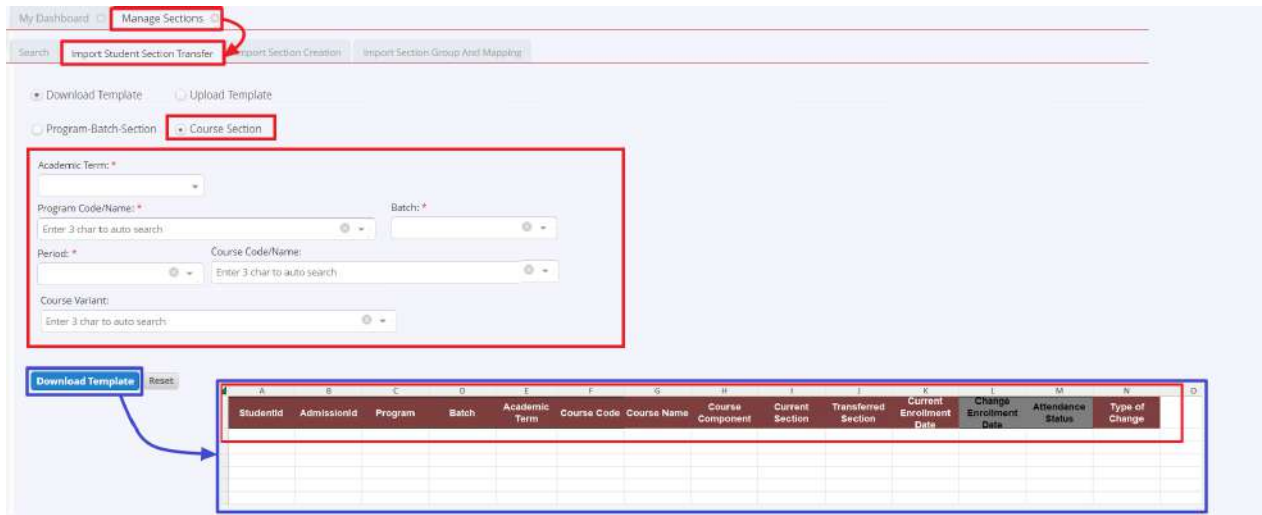 My Dashboard Manage Sections
Search Import Student Section Transfer Import Section Creation Import Section Group And Mapping
Download Template Upload Template
Program-Batch-Section Course Section
Academic Term: *
Program Code/Name: * Batch: *
Enter 3 char to auto search
Period: * Course Code/Name:
Enter 3 char to auto search
Course Variant:
Enter 3 char to auto search
Download Template Reset
A B C D E F G H I J K L M N O
StudentId AdmissionId Program Batch Academic Term Course Code Course Name Course Component Current Section Transferred Section Current Enrollment Date Change Enrollment Date Attendance Status Type of Change